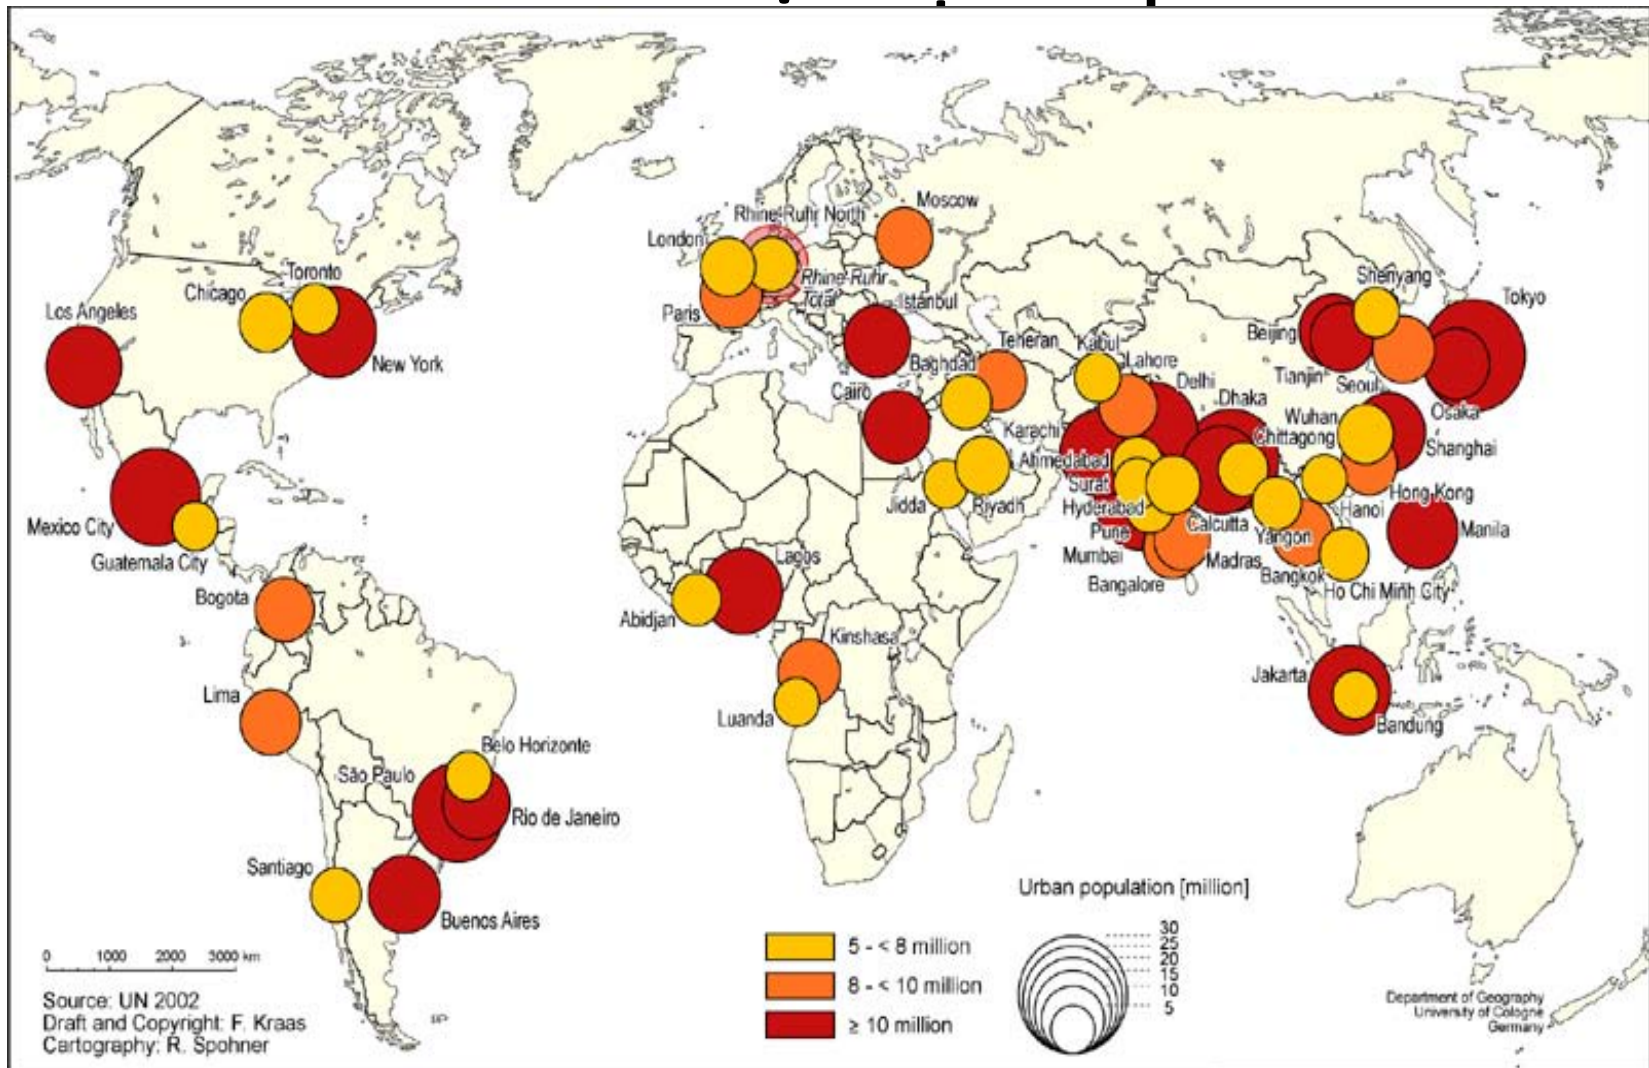 Rhine-Ruhr North
Moscow
London
Rhine-Ruhr
Total
Paris
Istanbul
Toronto
Chicago
Los Angeles
New York
Shenyang
Tokyo
Beijing
Teheran
Kabul
Baghdad
Lahore
Cairo
Delhi
Tianjin
Seoul
Dhaka
Osaka
Wuhan
Karachi
Chittagong
Shanghai
Ahmedabad
Surat
Jidda
Riyadh
Hyderabad
Hong Kong
Hanoi
Mexico City
Calcutta
Pune
Yangon
Manila
Guatemala City
Mumbai
Lagos
Madras
Bangalore
Bangkok
Ho Chi Minh City
Bogota
Abidjan
Kinshasa
Jakarta
Lima
Luanda
Bandung
Belo Horizonte
São Paulo
Rio de Janeiro
Santiago
Buenos Aires
Urban population [million]
30
25
20
15
10
5
5 - < 8 million
8 - < 10 million
≥ 10 million
0 1000 2000 3000 km
Source: UN 2002
Draft and Copyright: F. Kraas
Cartography: R. Spohner
Department of Geography
University of Cologne
Germany